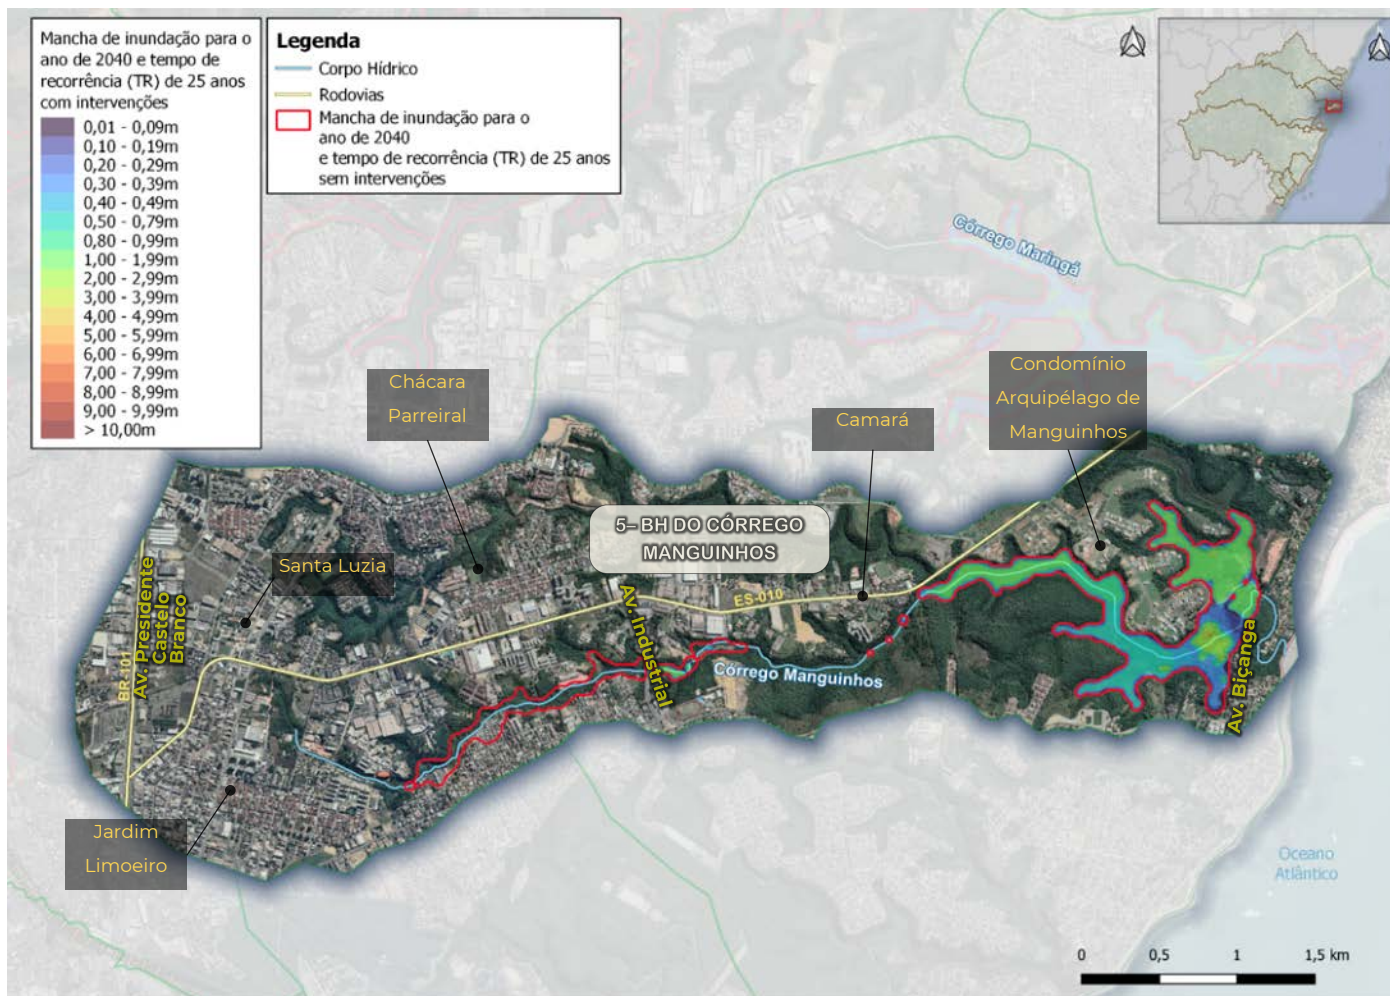 Mancha de inundação para o
ano de 2040 e tempo de
recorrência (TR) de 25 anos
com intervenções
0,01 - 0,09m
0,10 - 0,19m
0,20 - 0,29m
0,30 - 0,39m
0,40 - 0,49m
0,50 - 0,79m
0,80 - 0,99m
1,00 - 1,99m
2,00 - 2,99m
3,00 - 3,99m
4,00 - 4,99m
5,00 - 5,99m
6,00 - 6,99m
7,00 - 7,99m
8,00 - 8,99m
9,00 - 9,99m
> 10,00m
Legenda
Corpo Hídrico
Rodovias
Mancha de inundação para o
ano de 2040
e tempo de recorrência (TR) de 25 anos
sem intervenções
Córrego Maringá
Chácara
Parreiral
Camará
Condomínio
Arquipélago de
Manguinhos
5– BH DO CÓRREGO
MANGUINHOS
Santa Luzia
Av. Presidente
Castelo
Branco
BR-101
ES-010
Av. Industrial
Córrego Manguinhos
Av. Biçanga
Jardim
Limoeiro
Oceano
Atlântico
0 0,5 1 1,5 km